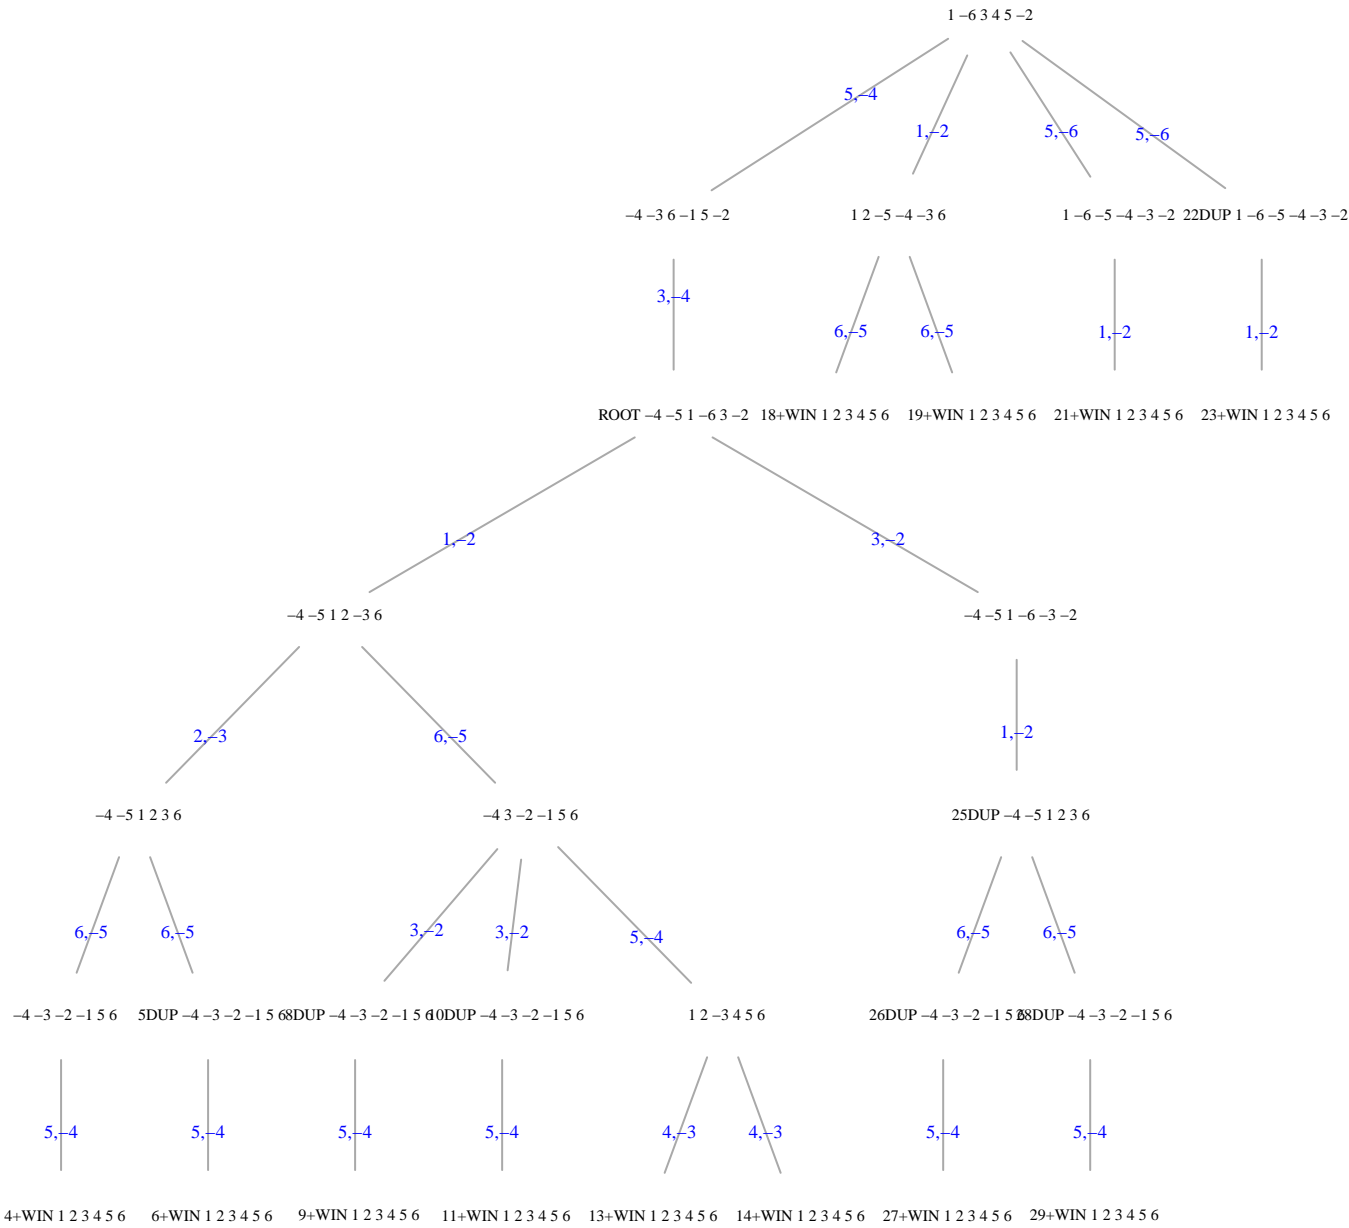 1 −6 3 4 5 −2
5,−4
1,−2
5,−6
5,−6
−4 −3 6 −1 5 −2
1 2 −5 −4 −3 6
1 −6 −5 −4 −3 −2
22DUP 1 −6 −5 −4 −3 −2
3,−4
6,−5
6,−5
1,−2
1,−2
ROOT −4 −5 1 −6 3 −2
18+WIN 1 2 3 4 5 6
19+WIN 1 2 3 4 5 6
21+WIN 1 2 3 4 5 6
23+WIN 1 2 3 4 5 6
1,−2
3,−2
−4 −5 1 2 −3 6
−4 −5 1 −6 −3 −2
2,−3
6,−5
1,−2
−4 −5 1 2 3 6
−4 3 −2 −1 5 6
25DUP −4 −5 1 2 3 6
6,−5
6,−5
3,−2
3,−2
5,−4
6,−5
6,−5
−4 −3 −2 −1 5 6
5DUP −4 −3 −2 −1 5 6
8DUP −4 −3 −2 −1 5 6
10DUP −4 −3 −2 −1 5 6
1 2 −3 4 5 6
26DUP −4 −3 −2 −1 5 6
28DUP −4 −3 −2 −1 5 6
5,−4
5,−4
5,−4
5,−4
4,−3
4,−3
5,−4
5,−4
4+WIN 1 2 3 4 5 6
6+WIN 1 2 3 4 5 6
9+WIN 1 2 3 4 5 6
11+WIN 1 2 3 4 5 6
13+WIN 1 2 3 4 5 6
14+WIN 1 2 3 4 5 6
27+WIN 1 2 3 4 5 6
29+WIN 1 2 3 4 5 6